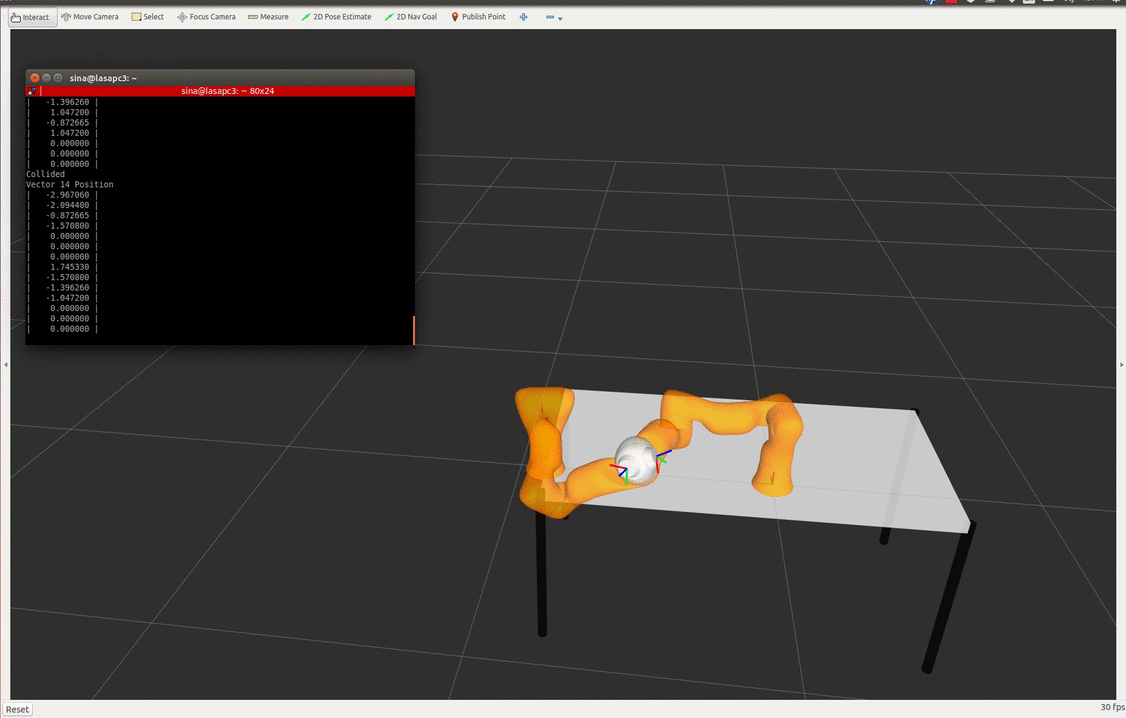 Interact Move Camera Select Focus Camera Measure 2D Pose Estimate 2D Nav Goal Publish Point
sina@lasapc3: ~
sina@lasapc3: ~ 80x24
| -1.396260 |
| 1.047200 |
| -0.872665 |
| 1.047200 |
| 0.000000 |
| 0.000000 |
| 0.000000 |
Collided
Vector 14 Position
| -2.967060 |
| -2.094400 |
| -0.872665 |
| -1.570800 |
| 0.000000 |
| 0.000000 |
| 0.000000 |
| 1.745330 |
| -1.570800 |
| -1.396260 |
| -1.047200 |
| 0.000000 |
| 0.000000 |
| 0.000000 |
Reset
30 fps